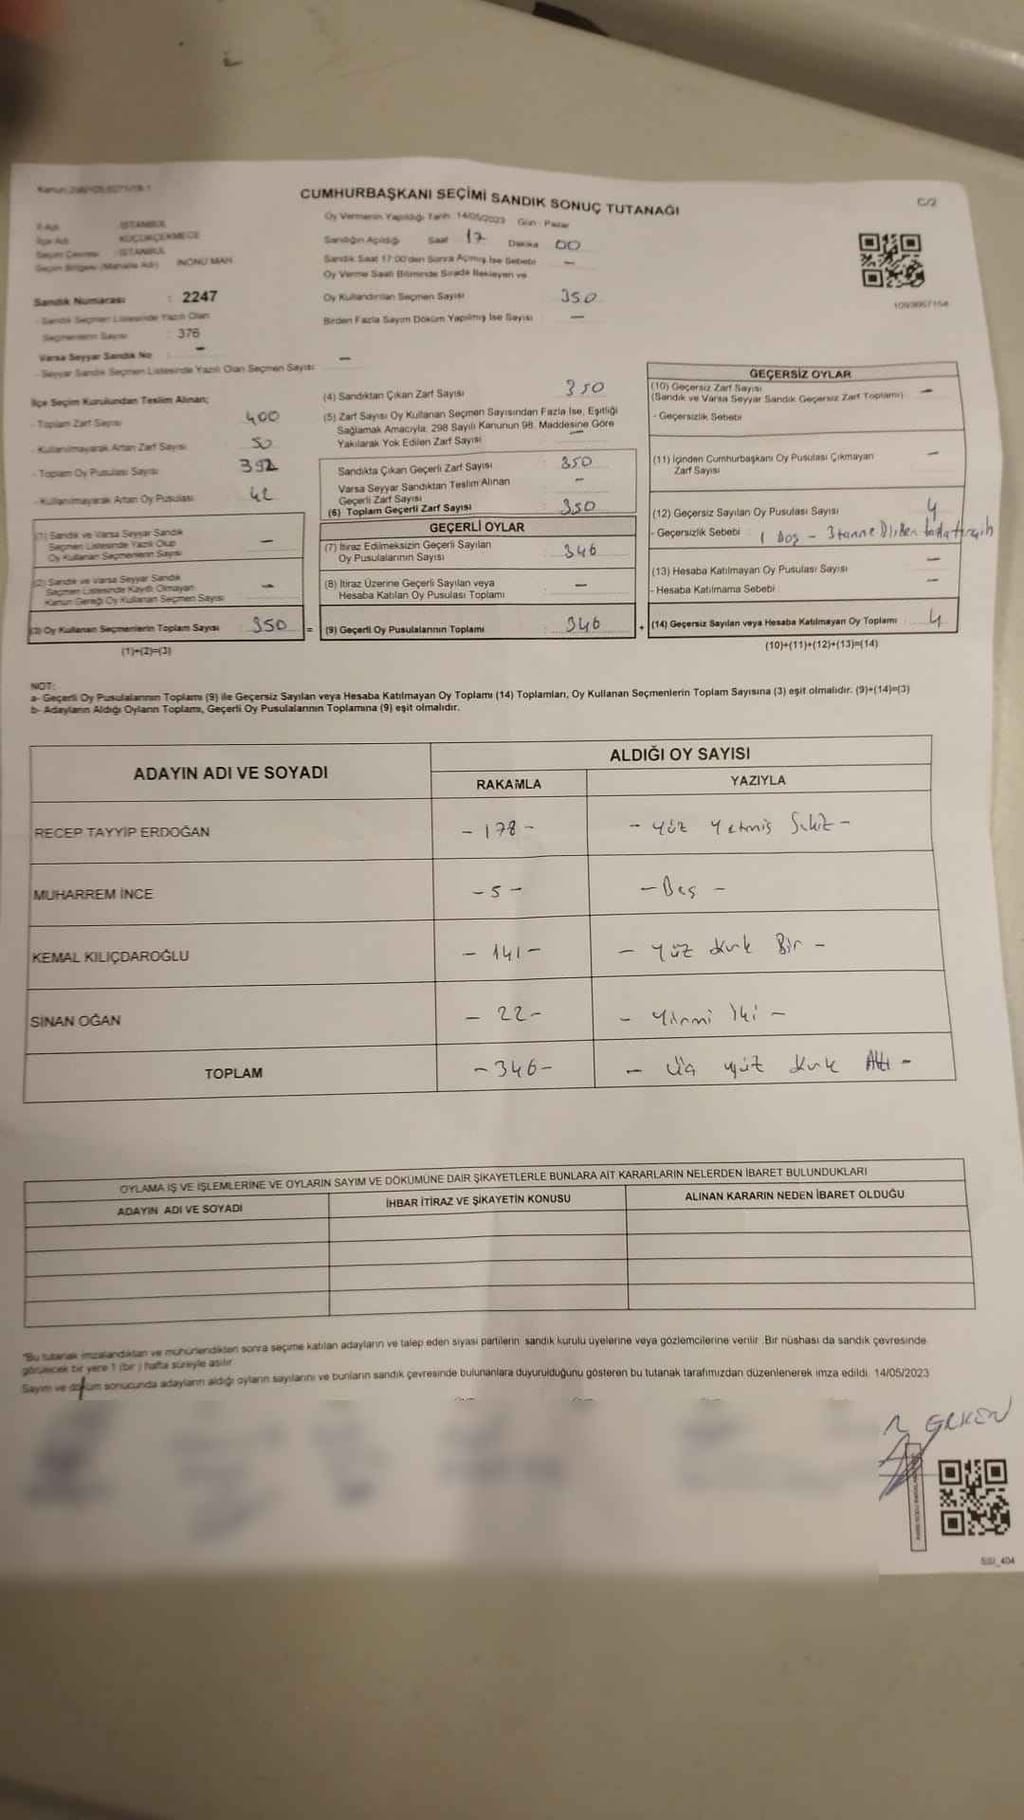 CUMHURBAŞKANI SEÇİMİ SANDIK SONUÇ TUTANAĞI
C/2
Oy Vermenin Yapıldığı Tarih: 14/05/2023 Gün: Pazar
İl Adı : İSTANBUL
İlçe Adı : KÜÇÜKÇEKMECE
Seçim Çevresi : İSTANBUL
Seçim Bölgesi (Mahalle Adı) : İNÖNÜ MAH.
Sandığın Açıldığı Saat 17 Dakika 00
Sandık Saat 17:00'den Sonra Açmış İse Sebebi -
Oy Verme Saati Bitiminde Sırada Bekleyen ve
Oy Kullandırılan Seçmen Sayısı 350
Birden Fazla Sayım Döküm Yapılmış İse Sayısı -
Sandık Numarası : 2247
- Sandık Seçmen Listesinde Yazılı Olan
Seçmenlerin Sayısı : 376
Varsa Seyyar Sandık No : -
- Seyyar Sandık Seçmen Listesinde Yazılı Olan Seçmen Sayısı: -
İlçe Seçim Kurulundan Teslim Alınan;
- Toplam Zarf Sayısı 400
- Kullanılmayarak Artan Zarf Sayısı 50
- Toplam Oy Pusulası Sayısı 392
- Kullanılmayarak Artan Oy Pusulası 42
(1) Sandık ve Varsa Seyyar Sandık
Seçmen Listesinde Yazılı Olup
Oy Kullanan Seçmenlerin Sayısı -
(2) Sandık ve Varsa Seyyar Sandık
Seçmen Listesinde Kayıtlı Olmayan
Kanun Gereği Oy Kullanan Seçmen Sayısı -
(3) Oy Kullanan Seçmenlerin Toplam Sayısı 350 =
(1)+(2)=(3)
(4) Sandıktan Çıkan Zarf Sayısı 350
(5) Zarf Sayısı Oy Kullanan Seçmen Sayısından Fazla İse, Eşitliği
Sağlamak Amacıyla, 298 Sayılı Kanunun 98. Maddesine Göre
Yakılarak Yok Edilen Zarf Sayısı -
Sandıkta Çıkan Geçerli Zarf Sayısı 350
Varsa Seyyar Sandıktan Teslim Alınan
Geçerli Zarf Sayısı -
(6) Toplam Geçerli Zarf Sayısı 350
GEÇERLİ OYLAR
(7) İtiraz Edilmeksizin Geçerli Sayılan
Oy Pusulalarının Sayısı 346
(8) İtiraz Üzerine Geçerli Sayılan veya
Hesaba Katılan Oy Pusulası Toplamı -
(9) Geçerli Oy Pusulalarının Toplamı 346 +
GEÇERSİZ OYLAR
(10) Geçersiz Zarf Sayısı
(Sandık ve Varsa Seyyar Sandık Geçersiz Zarf Toplamı) -
- Geçersizlik Sebebi :
(11) İçinden Cumhurbaşkanı Oy Pusulası Çıkmayan
Zarf Sayısı -
(12) Geçersiz Sayılan Oy Pusulası Sayısı 4
- Geçersizlik Sebebi : 1 Boş - 3 tanne
(13) Hesaba Katılmayan Oy Pusulası Sayısı -
- Hesaba Katılmama Sebebi : -
(14) Geçersiz Sayılan veya Hesaba Katılmayan Oy Toplamı 4
(10)+(11)+(12)+(13)=(14)
NOT:
a- Geçerli Oy Pusulalarının Toplamı (9) ile Geçersiz Sayılan veya Hesaba Katılmayan Oy Toplamı (14) Toplamları, Oy Kullanan Seçmenlerin Toplam Sayısına (3) eşit olmalıdır. (9)+(14)=(3)
b- Adayların Aldığı Oyların Toplamı, Geçerli Oy Pusulalarının Toplamına (9) eşit olmalıdır.
ADAYIN ADI VE SOYADI
ALDIĞI OY SAYISI
RAKAMLA YAZIYLA
RECEP TAYYİP ERDOĞAN - 178 - - Yüz Yetmiş Sekiz -
MUHARREM İNCE - 5 - - Beş -
KEMAL KILIÇDAROĞLU - 141 - - Yüz Kırk Bir -
SİNAN OĞAN - 22 - - Yirmi İki -
TOPLAM - 346 - - Üç yüz Kırk Altı -
OYLAMA İŞ VE İŞLEMLERİNE VE OYLARIN SAYIM VE DÖKÜMÜNE DAİR ŞİKAYETLERLE BUNLARA AİT KARARLARIN NELERDEN İBARET BULUNDUKLARI
ADAYIN ADI VE SOYADI İHBAR İTİRAZ VE ŞİKAYETİN KONUSU ALINAN KARARIN NEDEN İBARET OLDUĞU
"Bu tutanak imzalandıktan ve mühürlendikten sonra seçime katılan adayların ve talep eden siyasi partilerin sandık kurulu üyelerine veya gözlemcilerine verilir. Bir nüshası da sandık çevresinde
görülecek bir yere 1 (bir) hafta süreyle asılır.
Sayım ve döküm sonucunda adayların aldığı oyların sayılarını ve bunların sandık çevresinde bulunanlara duyurulduğunu gösteren bu tutanak tarafımızdan düzenlenerek imza edildi. 14/05/2023
ERKEN